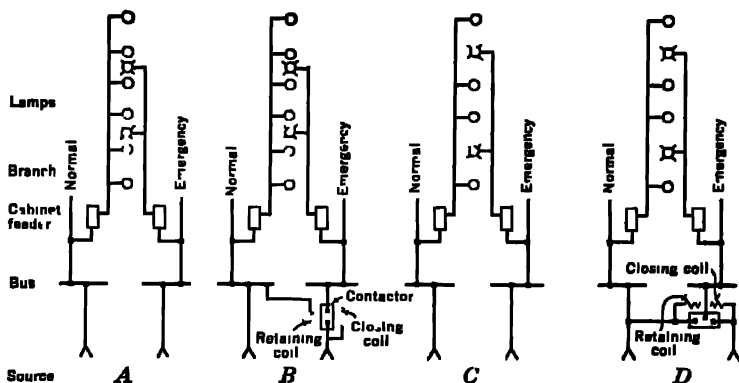 Lamps
Branch
Cabinet feeder
Bus
Source
Normal
Emergency
A
Normal
Emergency
Contactor
Retaining coil
Closing coil
B
Normal
Emergency
C
Normal
Emergency
Closing coil
Retaining coil
D